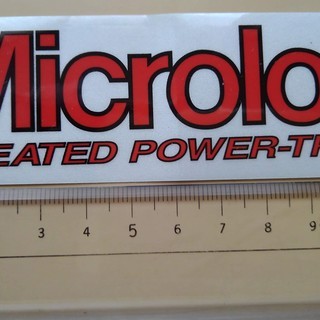 Microlo
EATED POWER-TR
3 4 5 6 7 8 9